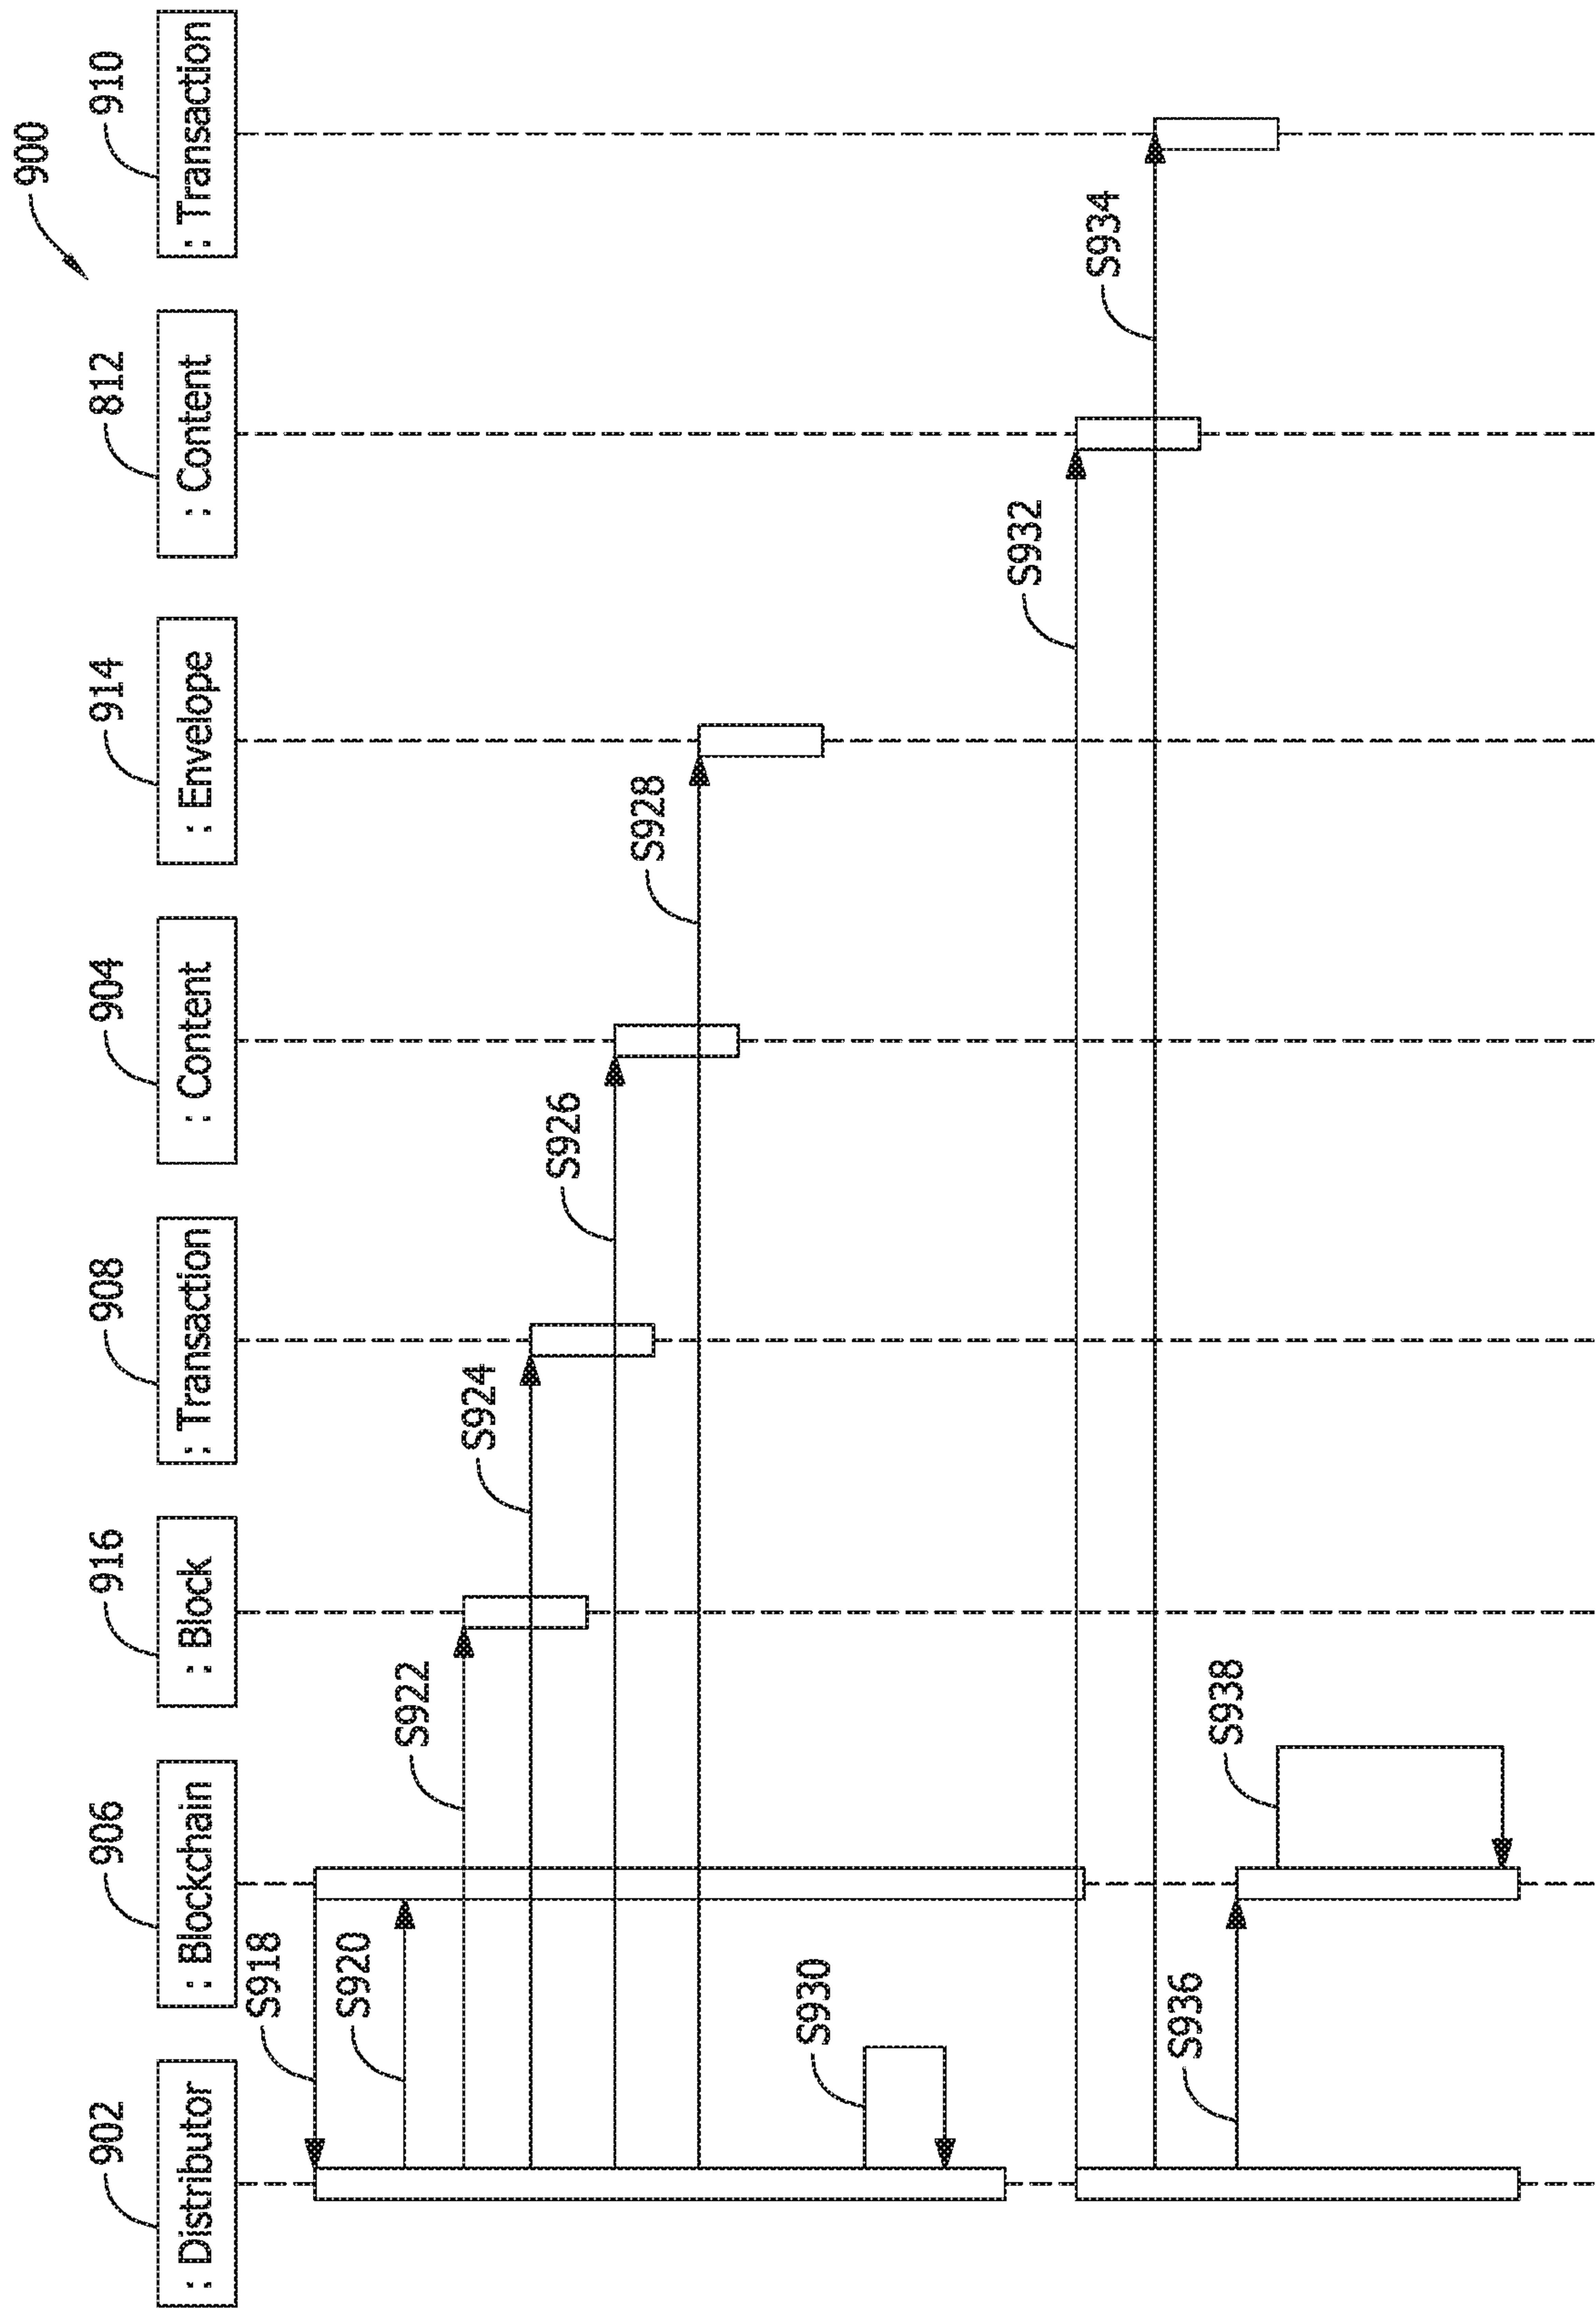 900
902
906
916
908
904
914
812
910
: Distributor
: Blockchain
: Block
: Transaction
: Content
: Envelope
: Content
: Transaction
S918
S920
S922
S924
S926
S928
S930
S932
S934
S936
S938